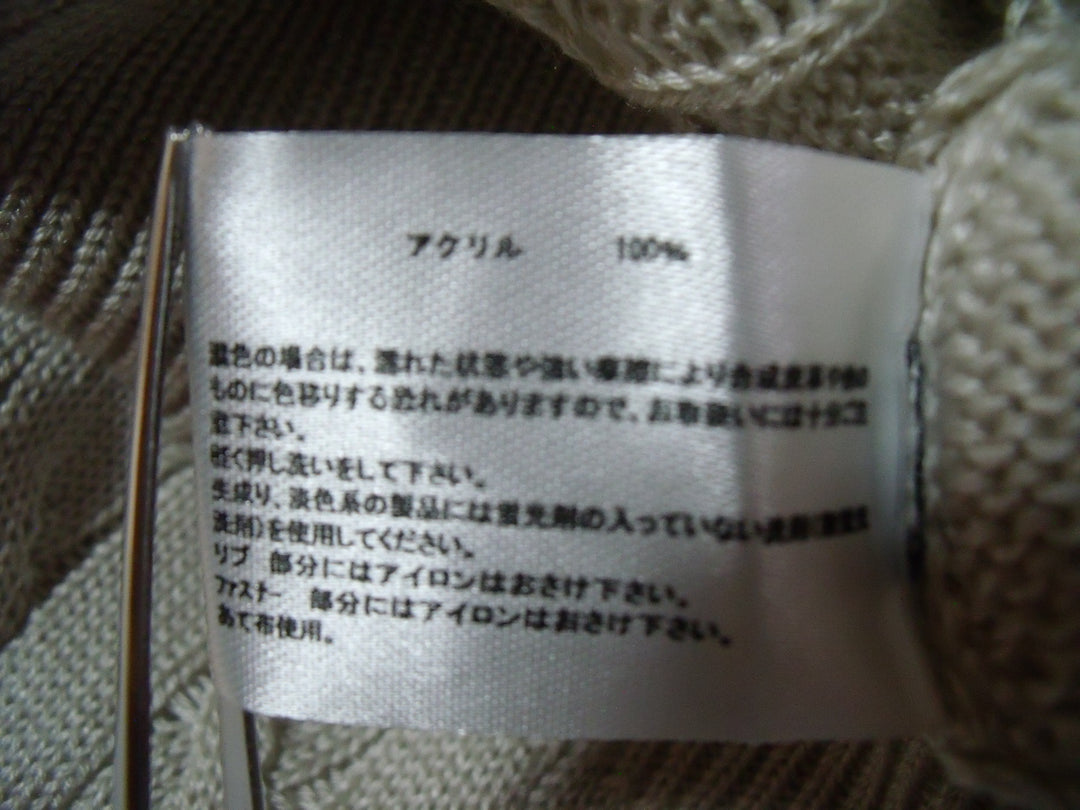 アクリル 100%
濃色の場合は、濡れた状態や強い摩擦により合成皮革や他の
ものに色移りする恐れがありますので、お取扱いには十分ご注
意下さい。
軽く押し洗いをして下さい。
生成り、淡色系の製品には蛍光剤の入っていない洗剤
洗剤)を使用してください。
リブ 部分にはアイロンはおさけ下さい。
ファスナー 部分にはアイロンはおさけ下さい。
あて布使用。